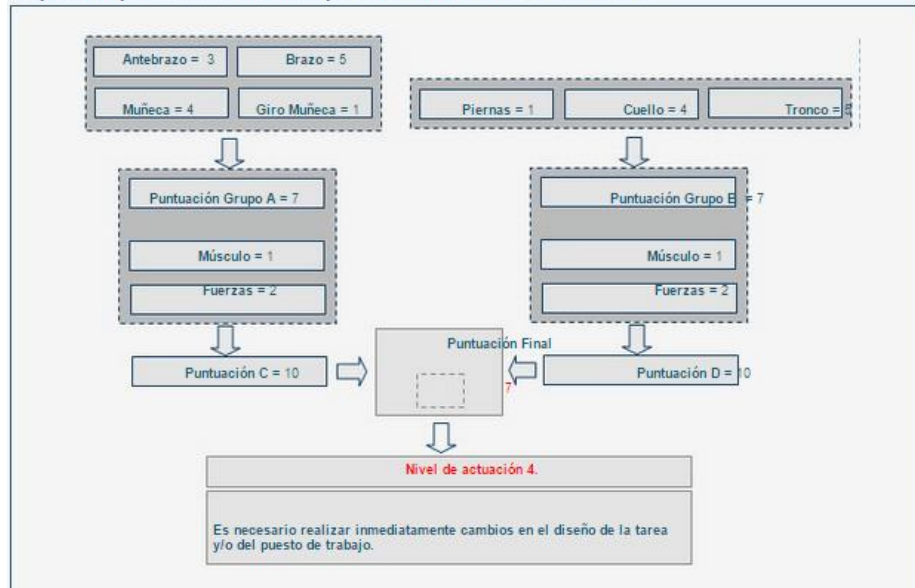 Antebrazo = 3
Brazo = 5
Muñeca = 4
Giro Muñeca = 1
Piernas = 1
Cuello = 4
Tronco =
Puntuación Grupo A = 7
Músculo = 1
Fuerzas = 2
Puntuación Grupo B = 7
Músculo = 1
Fuerzas = 2
Puntuación C = 10
Puntuación Final
7
Puntuación D = 10
Nivel de actuación 4.
Es necesario realizar inmediatamente cambios en el diseño de la tarea
y/o del puesto de trabajo.